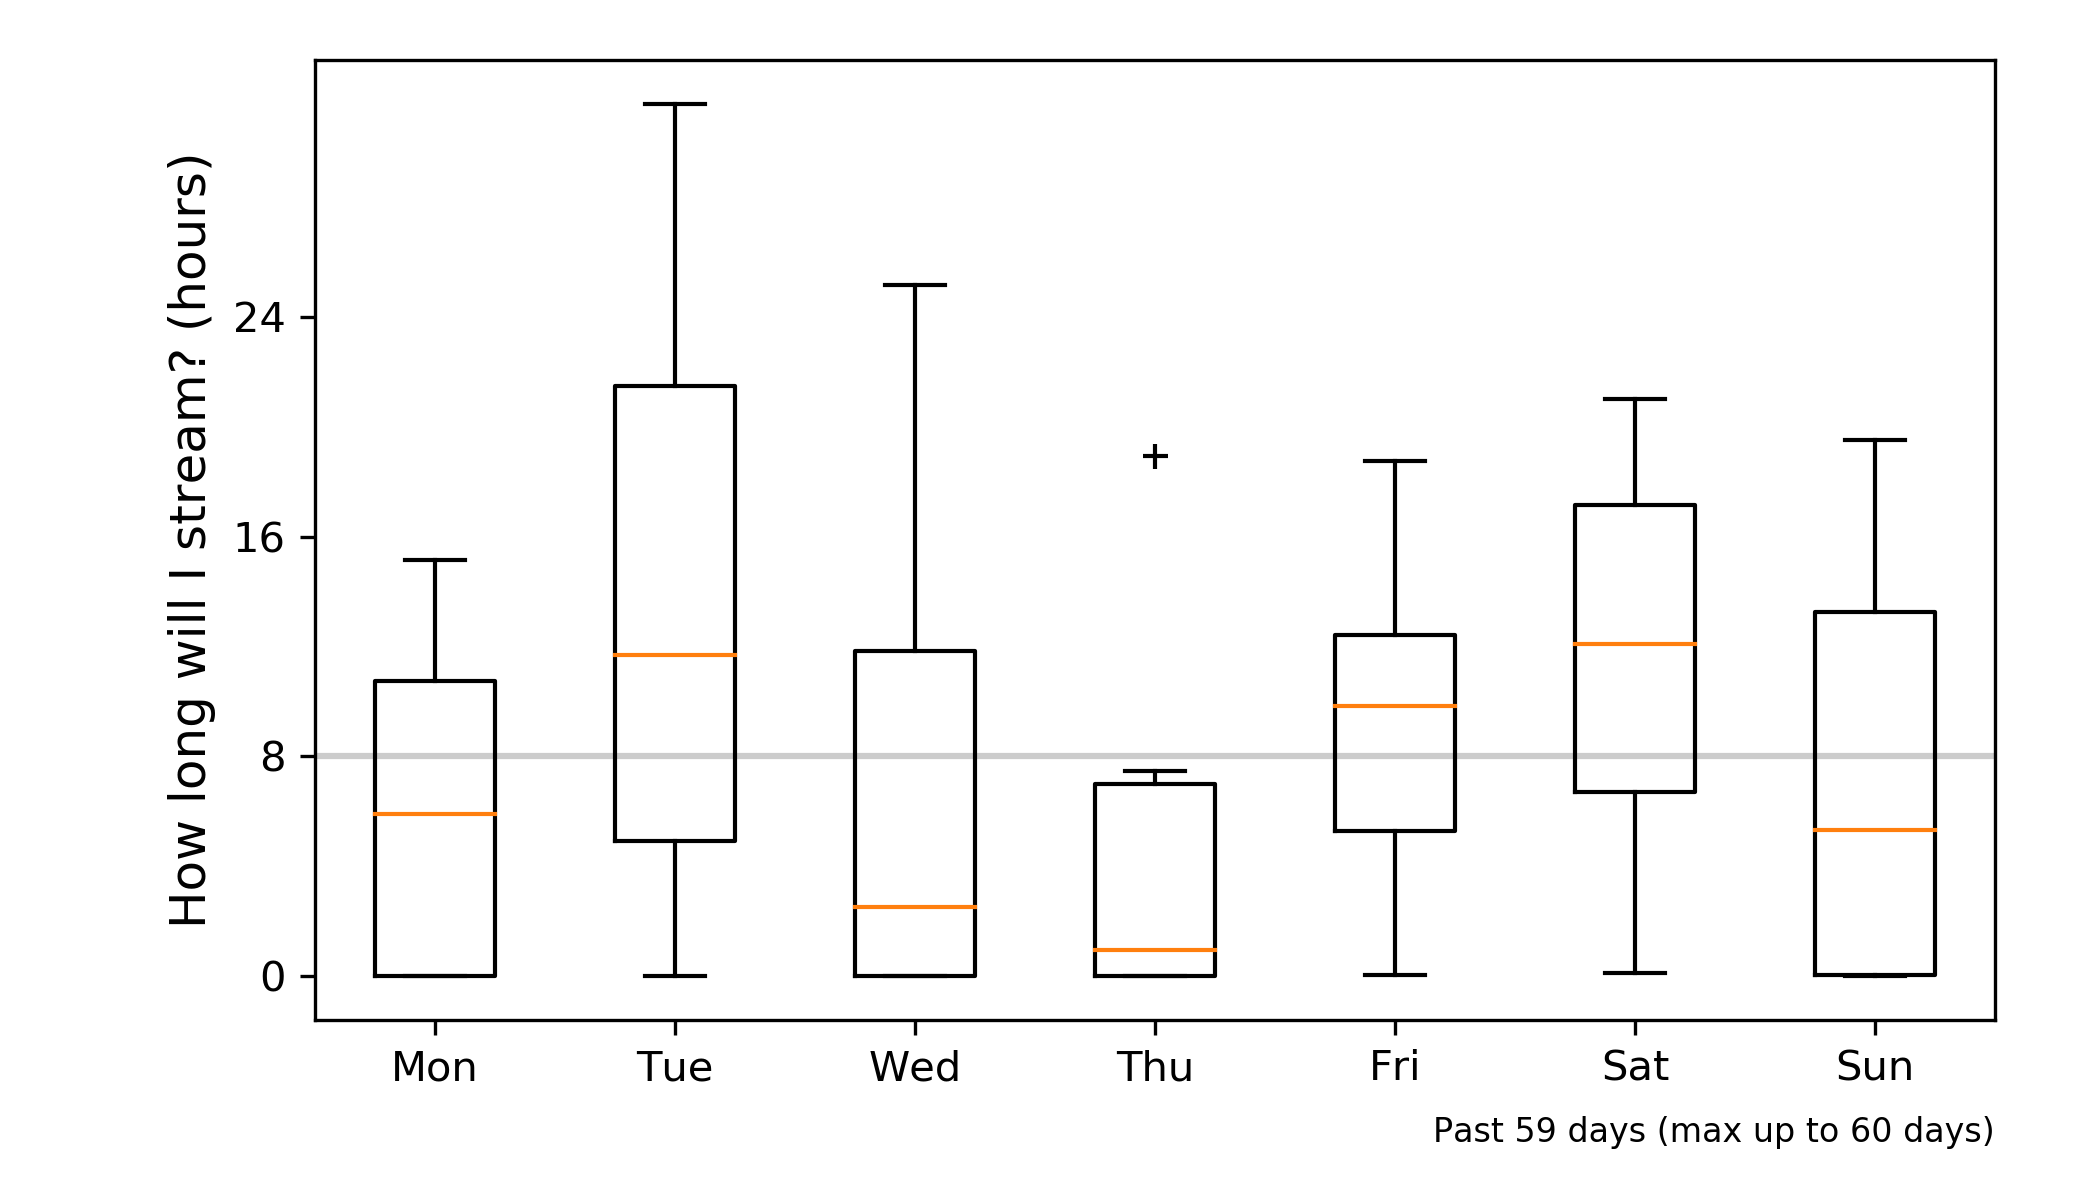 How long will I stream? (hours)
24
16
8
0
Mon Tue Wed Thu Fri Sat Sun
Past 59 days (max up to 60 days)